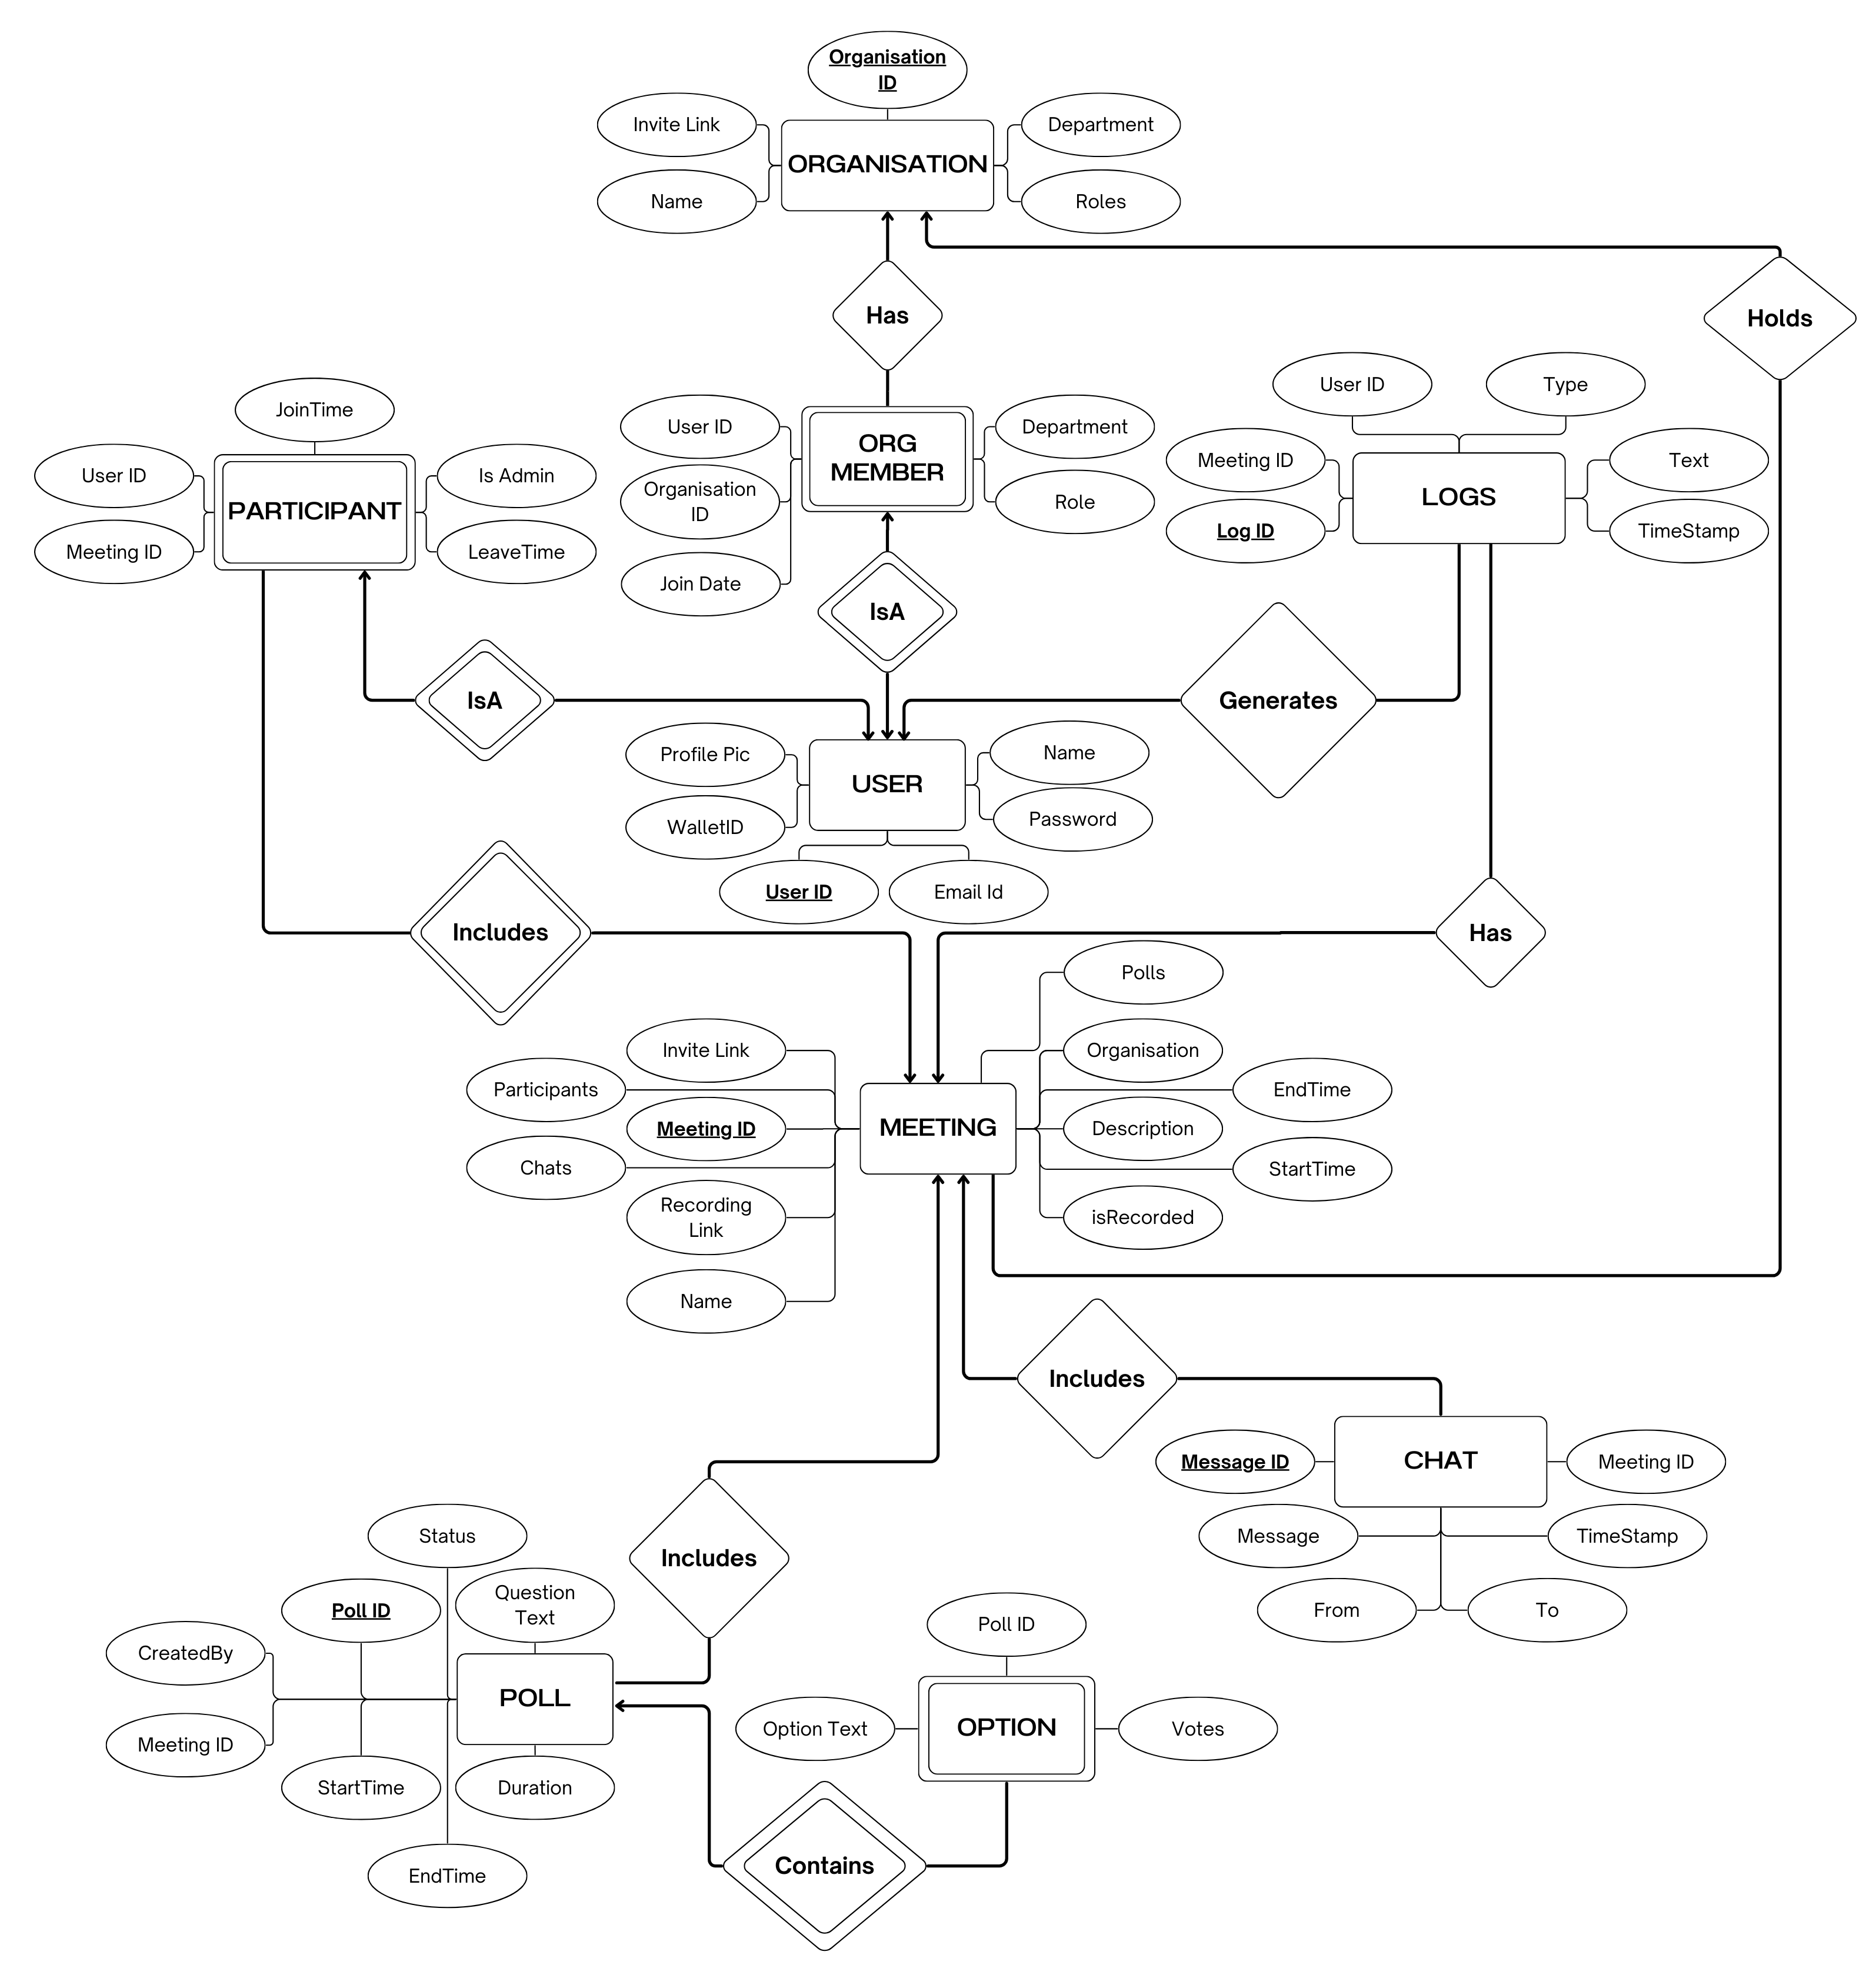 Organisation
ID
Invite Link
Department
ORGANISATION
Name
Roles
Has
Holds
User ID
Type
JoinTime
User ID
Department
ORG
MEMBER
Meeting ID
Text
User ID
Is Admin
Organisation
ID
Role
LOGS
PARTICIPANT
Log ID
TimeStamp
Meeting ID
LeaveTime
Join Date
IsA
IsA
Generates
Profile Pic
Name
USER
WalletID
Password
User ID
Email Id
Includes
Has
Polls
Invite Link
Organisation
Participants
EndTime
Meeting ID
MEETING
Description
Chats
StartTime
Recording
Link
isRecorded
Name
Includes
Message ID
CHAT
Meeting ID
Status
Message
TimeStamp
Includes
Question
Text
Poll ID
From
To
Poll ID
CreatedBy
POLL
Option Text
OPTION
Votes
Meeting ID
StartTime
Duration
Contains
EndTime